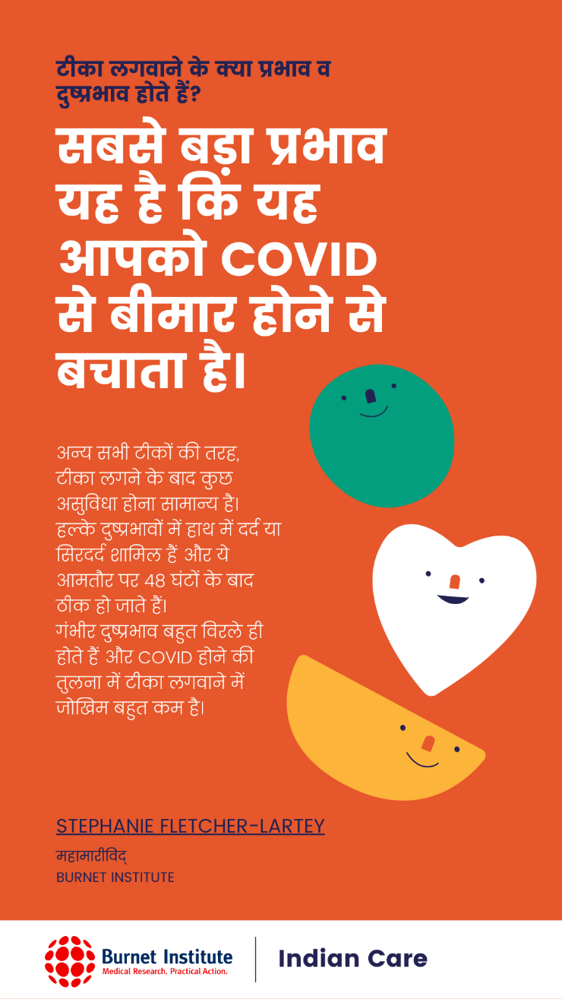 टीका लगवाने के क्या प्रभाव व
दुष्प्रभाव होते हैं?
सबसे बड़ा प्रभाव
यह है कि यह
आपको COVID
से बीमार होने से
बचाता है।
अन्य सभी टीकों की तरह,
टीका लगने के बाद कुछ
असुविधा होना सामान्य है।
हल्के दुष्प्रभावों में हाथ में दर्द या
सिरदर्द शामिल हैं और ये
आमतौर पर 48 घंटों के बाद
ठीक हो जाते हैं।
गंभीर दुष्प्रभाव बहुत विरले ही
होते हैं और COVID होने की
तुलना में टीका लगवाने में
जोखिम बहुत कम है।
STEPHANIE FLETCHER-LARTEY
महामारीविद्
BURNET INSTITUTE
Burnet Institute
Medical Research. Practical Action.
Indian Care